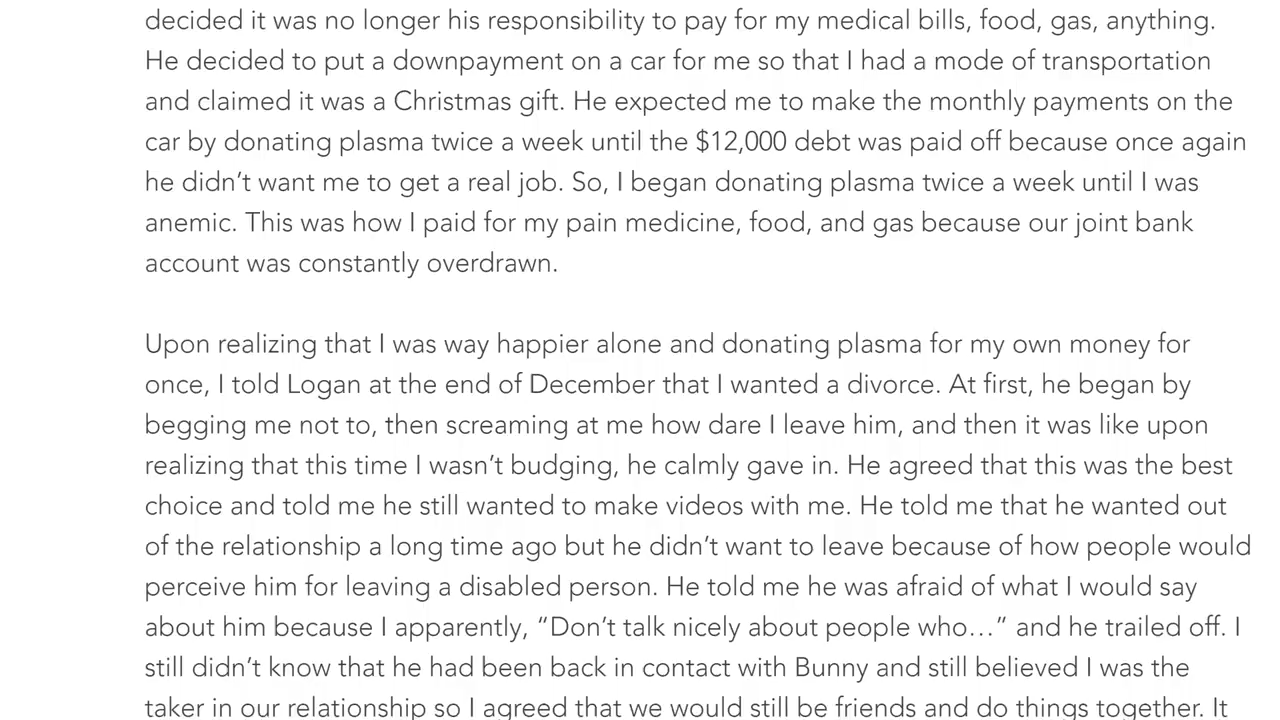 decided it was no longer his responsibility to pay for my medical bills, food, gas, anything.
He decided to put a downpayment on a car for me so that I had a mode of transportation
and claimed it was a Christmas gift. He expected me to make the monthly payments on the
car by donating plasma twice a week until the $12,000 debt was paid off because once again
he didn’t want me to get a real job. So, I began donating plasma twice a week until I was
anemic. This was how I paid for my pain medicine, food, and gas because our joint bank
account was constantly overdrawn.
Upon realizing that I was way happier alone and donating plasma for my own money for
once, I told Logan at the end of December that I wanted a divorce. At first, he began by
begging me not to, then screaming at me how dare I leave him, and then it was like upon
realizing that this time I wasn’t budging, he calmly gave in. He agreed that this was the best
choice and told me he still wanted to make videos with me. He told me that he wanted out
of the relationship a long time ago but he didn’t want to leave because of how people would
perceive him for leaving a disabled person. He told me he was afraid of what I would say
about him because I apparently, “Don’t talk nicely about people who…” and he trailed off. I
still didn’t know that he had been back in contact with Bunny and still believed I was the
taker in our relationship so I agreed that we would still be friends and do things together. It